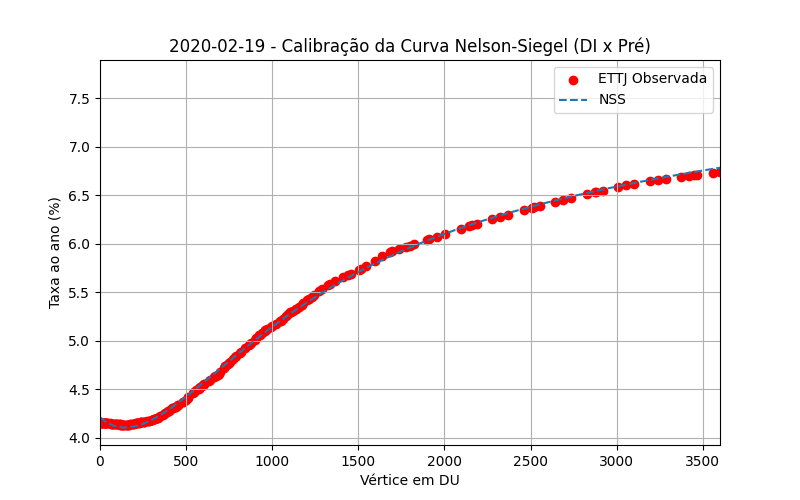 2020-02-19 - Calibração da Curva Nelson-Siegel (DI x Pré)
ETTJ Observada
NSS
Taxa ao ano (%)
7.5
7.0
6.5
6.0
5.5
5.0
4.5
4.0
0 500 1000 1500 2000 2500 3000 3500
Vértice em DU